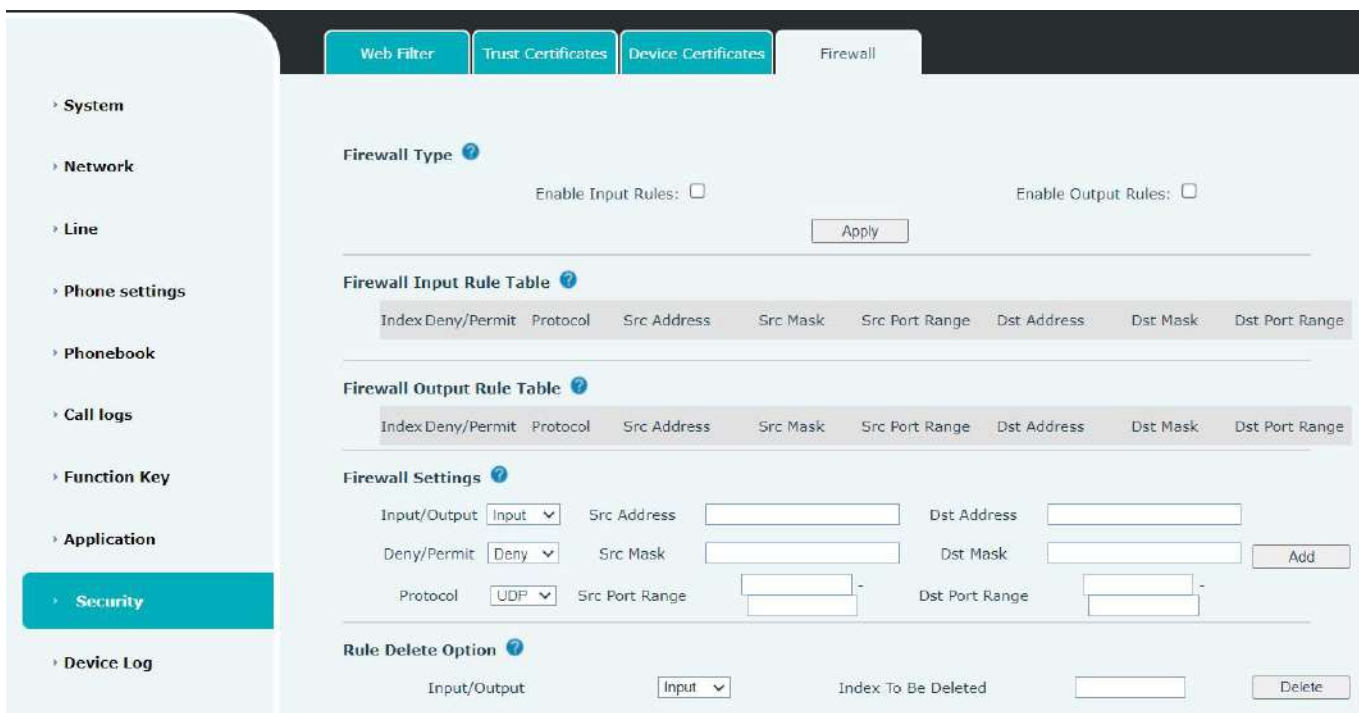 Web Filter Trust Certificates Device Certificates Firewall
System
Network
Line
Phone settings
Phonebook
Call logs
Function Key
Application
Security
Device Log
Firewall Type
Enable Input Rules: Enable Output Rules:
Apply
Firewall Input Rule Table
Index Deny/Permit Protocol Src Address Src Mask Src Port Range Dst Address Dst Mask Dst Port Range
Firewall Output Rule Table
Index Deny/Permit Protocol Src Address Src Mask Src Port Range Dst Address Dst Mask Dst Port Range
Firewall Settings
Input/Output Input Src Address Dst Address
Deny/Permit Deny Src Mask Dst Mask Add
Protocol UDP Src Port Range - Dst Port Range -
Rule Delete Option
Input/Output Input Index To Be Deleted Delete